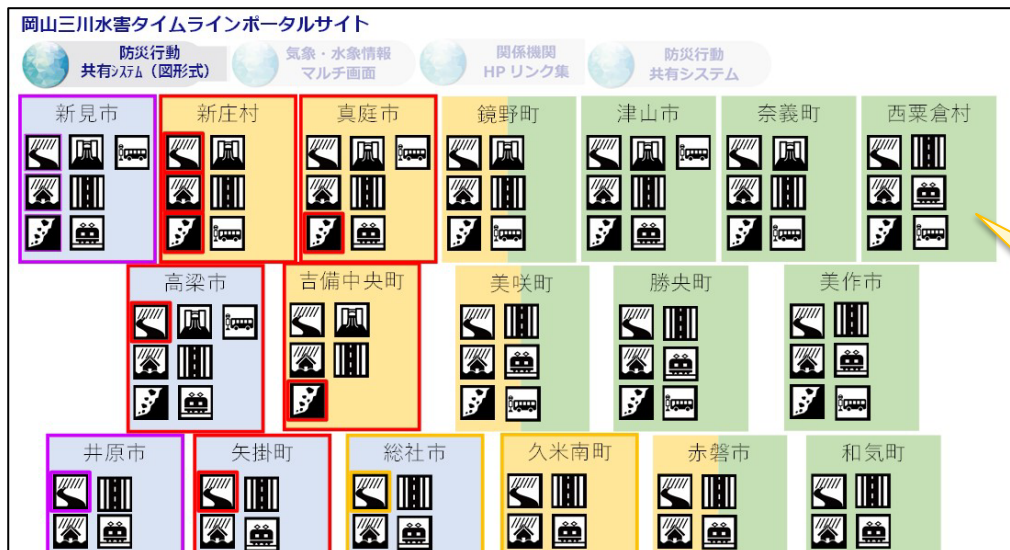 岡山三川水害タイムラインポータルサイト
防災行動
共有システム（図形式）
気象・水象情報
マルチ画面
関係機関
HPリンク集
防災行動
共有システム
新見市 新庄村 真庭市 鏡野町 津山市 奈義町 西粟倉村
高梁市 吉備中央町 美咲町 勝央町 美作市
井原市 矢掛町 総社市 久米南町 赤磐市 和気町